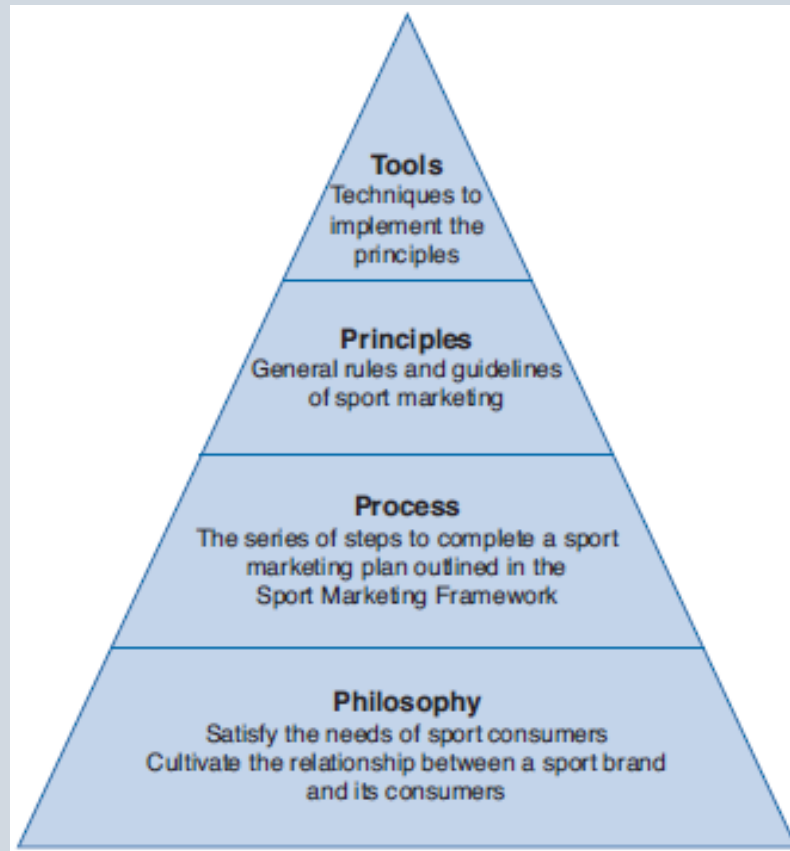 Tools
Techniques to
implement the
principles
Principles
General rules and guidelines
of sport marketing
Process
The series of steps to complete a sport
marketing plan outlined in the
Sport Marketing Framework
Philosophy
Satisfy the needs of sport consumers
Cultivate the relationship between a sport brand
and its consumers